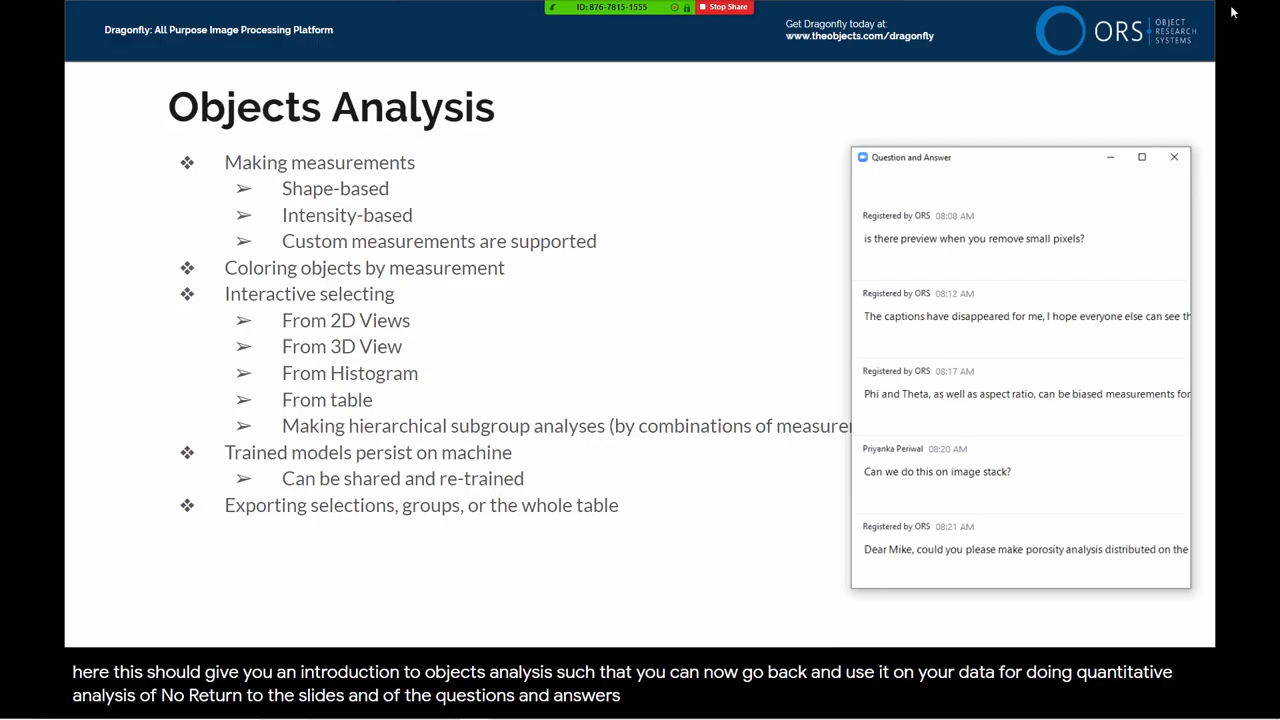 ID: 876-7815-1555
Stop Share
Dragonfly: All Purpose Image Processing Platform
Get Dragonfly today at:
www.theobjects.com/dragonfly
ORS
OBJECT
RESEARCH
SYSTEMS
Objects Analysis
❖ Making measurements
➢ Shape-based
➢ Intensity-based
➢ Custom measurements are supported
❖ Coloring objects by measurement
❖ Interactive selecting
➢ From 2D Views
➢ From 3D View
➢ From Histogram
➢ From table
➢ Making hierarchical subgroup analyses (by combinations of measurer
❖ Trained models persist on machine
➢ Can be shared and re-trained
❖ Exporting selections, groups, or the whole table
Question and Answer
Registered by ORS 08:08 AM
is there preview when you remove small pixels?
Registered by ORS 08:12 AM
The captions have disappeared for me, I hope everyone else can see th
Registered by ORS 08:17 AM
Phi and Theta, as well as aspect ratio, can be biased measurements for
Priyanka Periwal 08:20 AM
Can we do this on image stack?
Registered by ORS 08:21 AM
Dear Mike, could you please make porosity analysis distributed on the
here this should give you an introduction to objects analysis such that you can now go back and use it on your data for doing quantitative
analysis of No Return to the slides and of the questions and answers